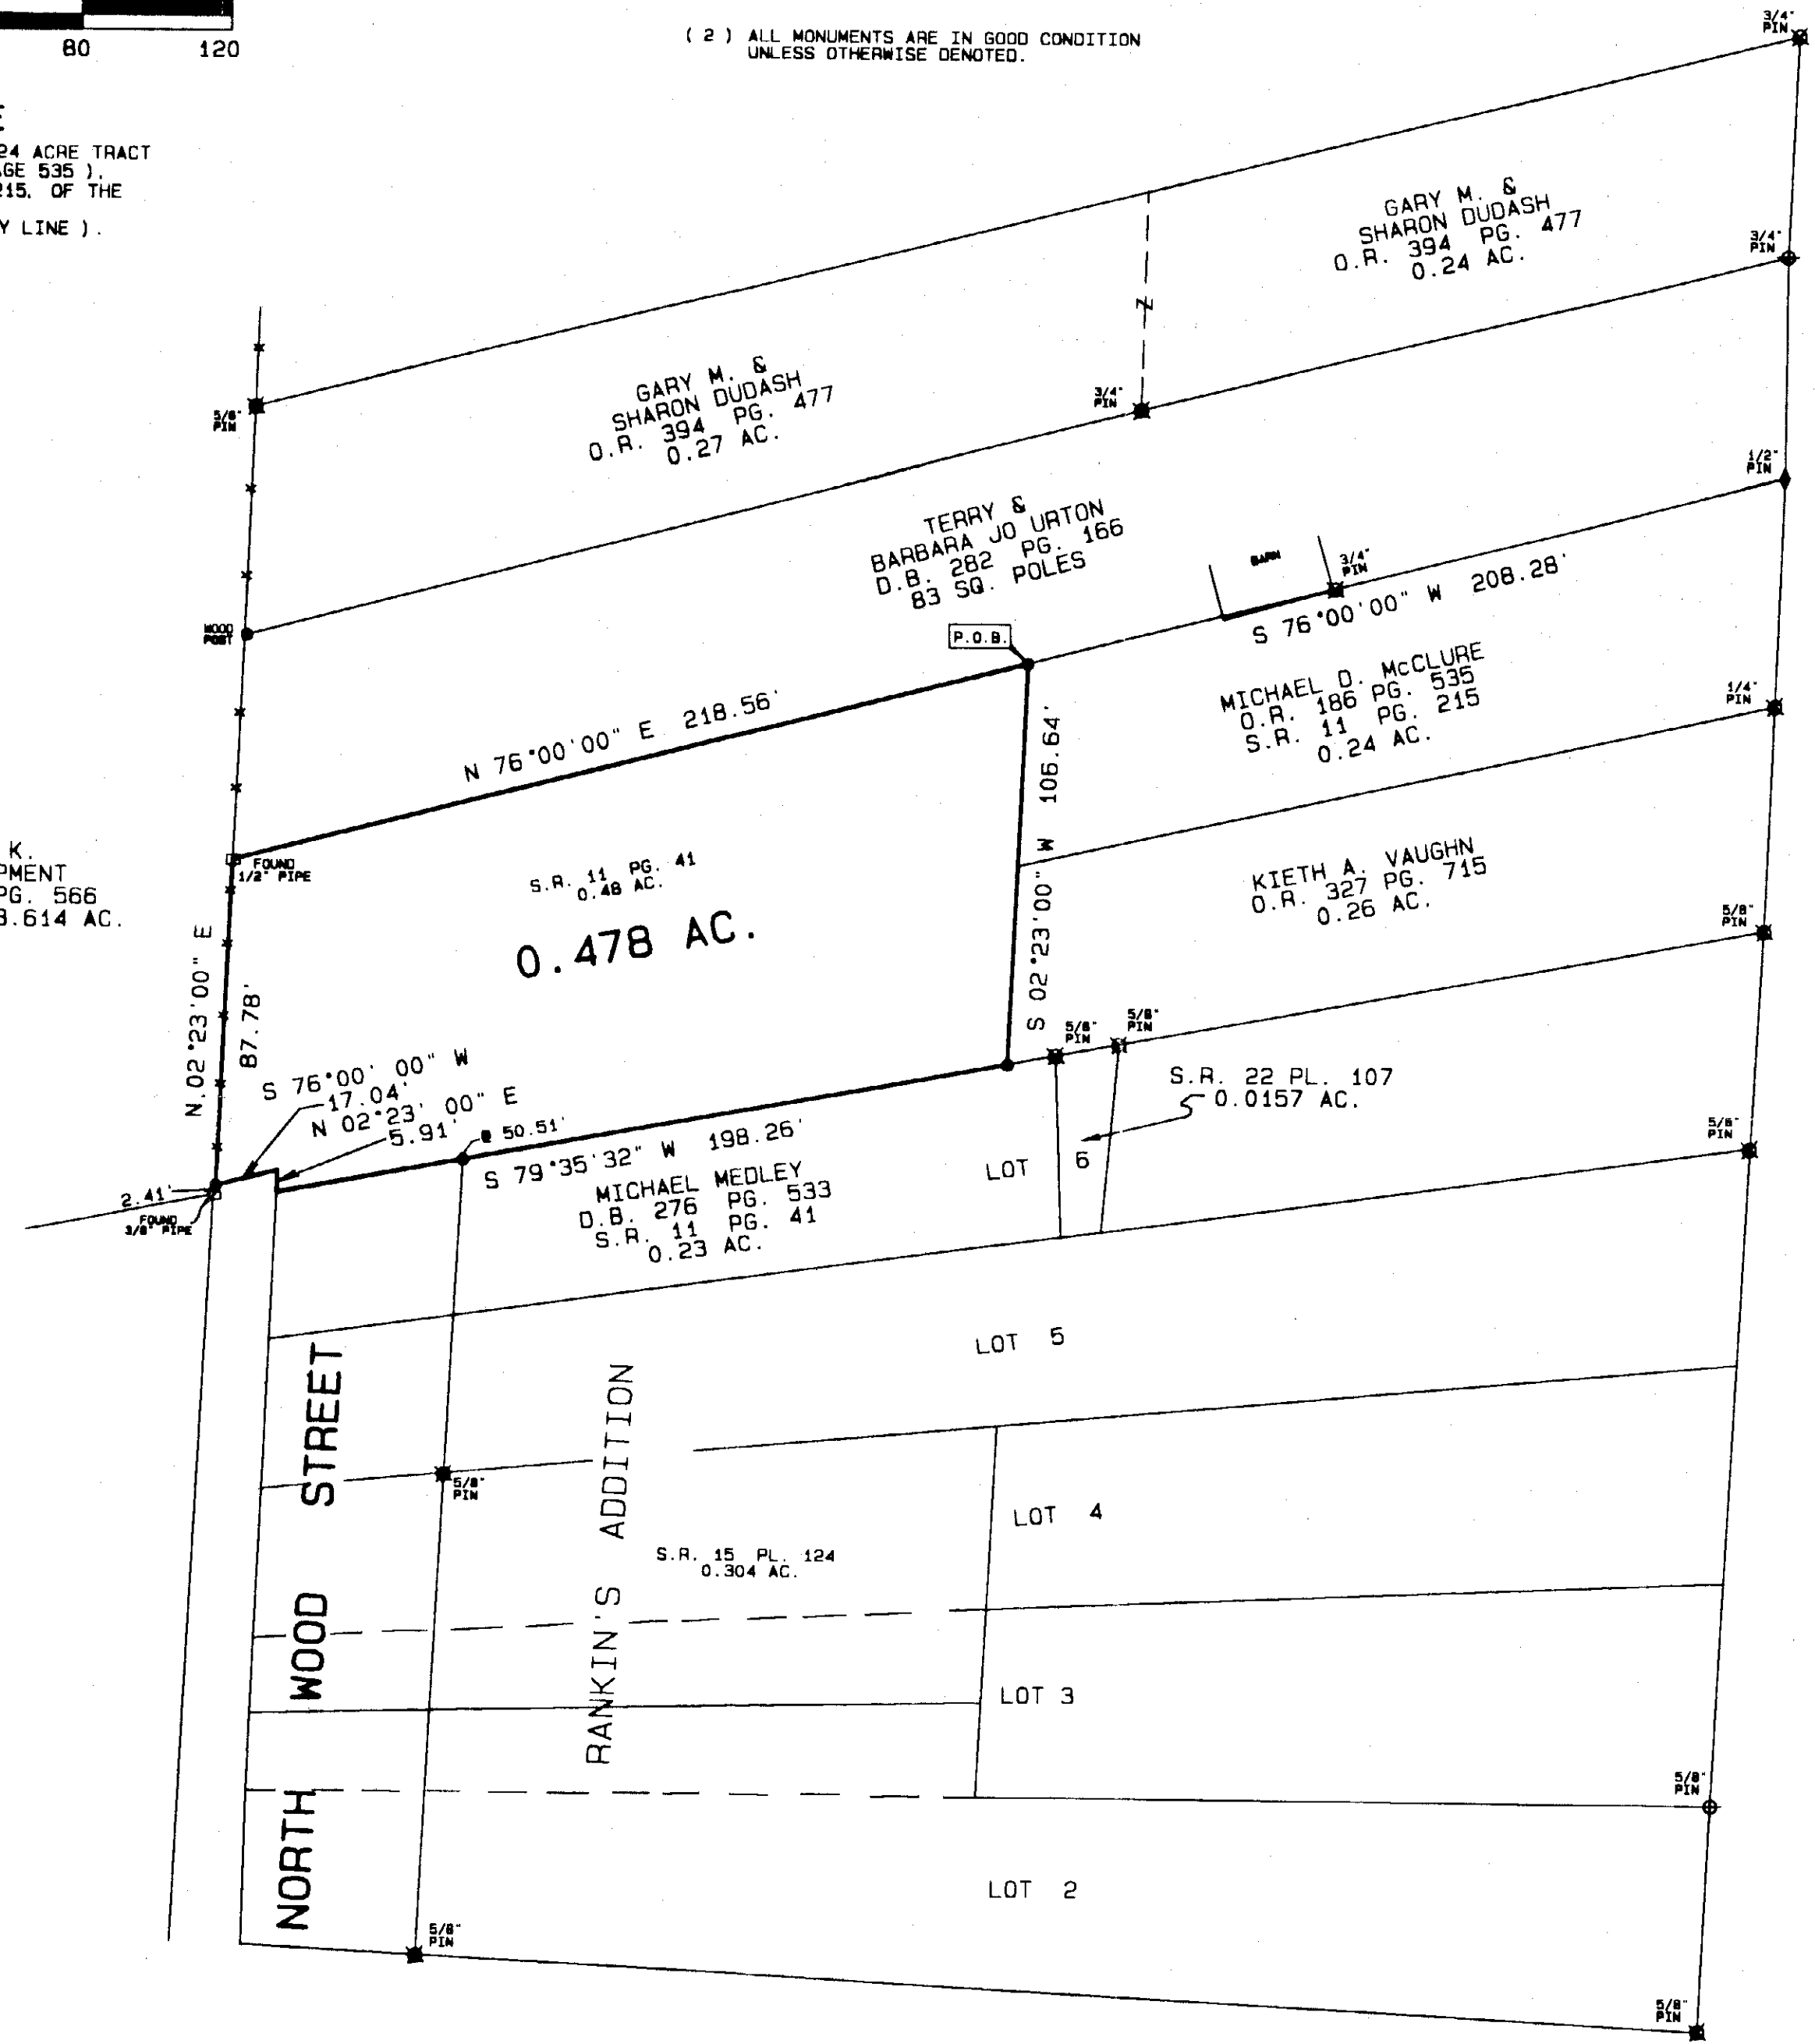 80 120
( 2 ) ALL MONUMENTS ARE IN GOOD CONDITION
UNLESS OTHERWISE DENOTED.
E
24 ACRE TRACT
GE 535 ).
215. OF THE
Y LINE ).
3/4"
PIN
GARY M. &
SHARON DUDASH
O.R. 394 PG. 477
0.24 AC.
3/4"
PIN
5/8"
PIN
GARY M. &
SHARON DUDASH
O.R. 394 PG. 477
0.27 AC.
3/4"
PIN
Z
1/2"
PIN
WOOD
POST
TERRY &
BARBARA JO URTON
D.B. 282 PG. 166
83 SQ. POLES
BARN
3/4"
PIN
S 76°00'00" W 208.28'
P.O.B.
MICHAEL D. McCLURE
O.R. 186 PG. 535
S.R. 11 PG. 215
0.24 AC.
1/4"
PIN
N 76°00'00" E 218.56'
S 02°23'00" W 106.64'
K.
PMENT
PG. 566
3.614 AC.
FOUND
1/2" PIPE
S.R. 11 PG. 41
0.48 AC.
0.478 AC.
KIETH A. VAUGHN
O.R. 327 PG. 715
0.26 AC.
5/8"
PIN
N.02°23'00" E
87.78'
S 76°00' 00" W
17.04'
N 02°23' 00" E
5.91'
@ 50.51'
S 79°35'32" W 198.26'
5/8"
PIN
5/8"
PIN
S.R. 22 PL. 107
0.0157 AC.
5/8"
PIN
2.41'
FOUND
3/8" PIPE
MICHAEL MEDLEY
D.B. 276 PG. 533
S.R. 11 PG. 41
0.23 AC.
LOT 6
LOT 5
5/8"
PIN
LOT 4
S.R. 15 PL. 124
0.304 AC.
RANKIN'S ADDITION
NORTH WOOD STREET
LOT 3
5/8"
PIN
LOT 2
5/8"
PIN
5/8"
PIN